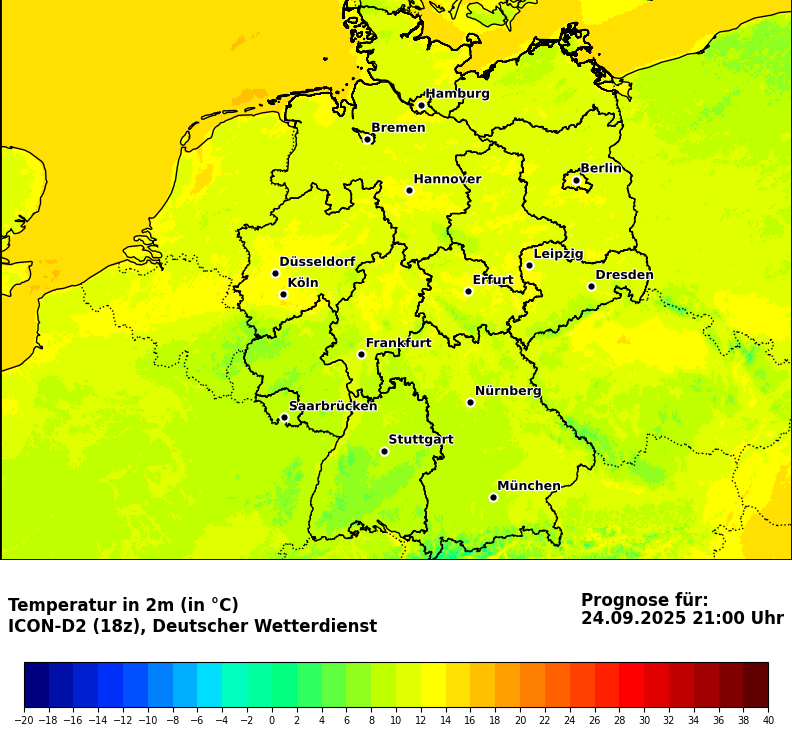 Hamburg
Bremen
Berlin
Hannover
Leipzig
Düsseldorf
Dresden
Köln
Erfurt
Frankfurt
Nürnberg
Saarbrücken
Stuttgart
München
Temperatur in 2m (in °C)
ICON-D2 (18z), Deutscher Wetterdienst
Prognose für:
24.09.2025 21:00 Uhr
−20 −18 −16 −14 −12 −10 −8 −6 −4 −2 0 2 4 6 8 10 12 14 16 18 20 22 24 26 28 30 32 34 36 38 40